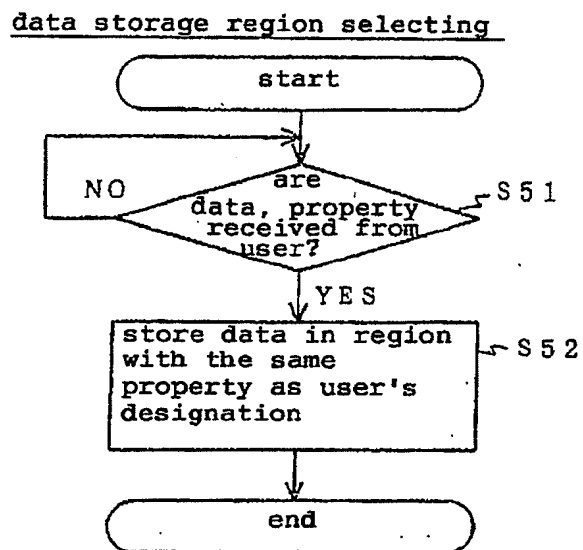 data storage region selecting
start
are
data, property
received from
user?
NO
S51
YES
store data in region
with the same
property as user's
designation
S52
end